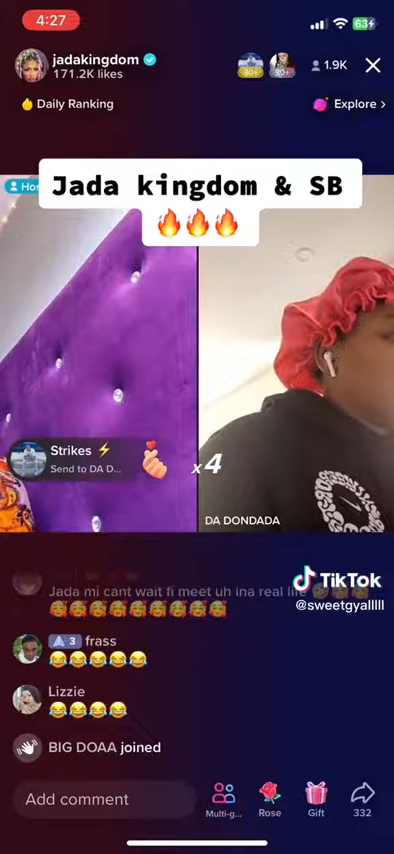 4:27
63
jadakingdom
171.2K likes
30+
30+
1.9K
Daily Ranking
Explore >
Jada kingdom & SB
🔥🔥🔥
Strikes ⚡
Send to DA D...
x4
DA DONDADA
TikTok
@sweetgyalllll
Jada mi cant wait fi meet uh ina real life 🥰🥰🥰
🥰🥰🥰🥰🥰🥰🥰🥰🥰
3 frass
😂😂😂😂😂
Lizzie
😂😂😂😂
BIG DOAA joined
Add comment
Multi-g...
Rose
Gift
332